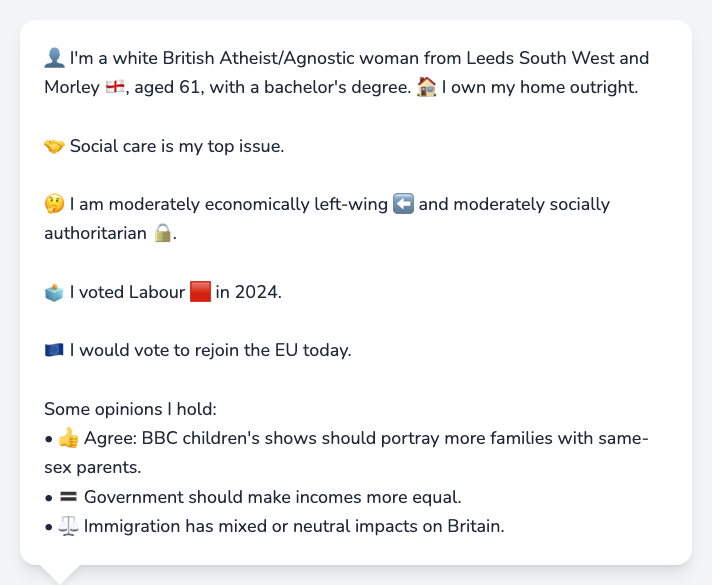 👤 I'm a white British Atheist/Agnostic woman from Leeds South West and
Morley 🏴󠁧󠁢󠁥󠁮󠁧󠁿, aged 61, with a bachelor's degree. 🏠 I own my home outright.
🤝 Social care is my top issue.
🤔 I am moderately economically left-wing ⬅️ and moderately socially
authoritarian 🔒.
🗳️ I voted Labour 🟥 in 2024.
🇪🇺 I would vote to rejoin the EU today.
Some opinions I hold:
• 👍 Agree: BBC children's shows should portray more families with same-
sex parents.
• 🟰 Government should make incomes more equal.
• ⚖️ Immigration has mixed or neutral impacts on Britain.